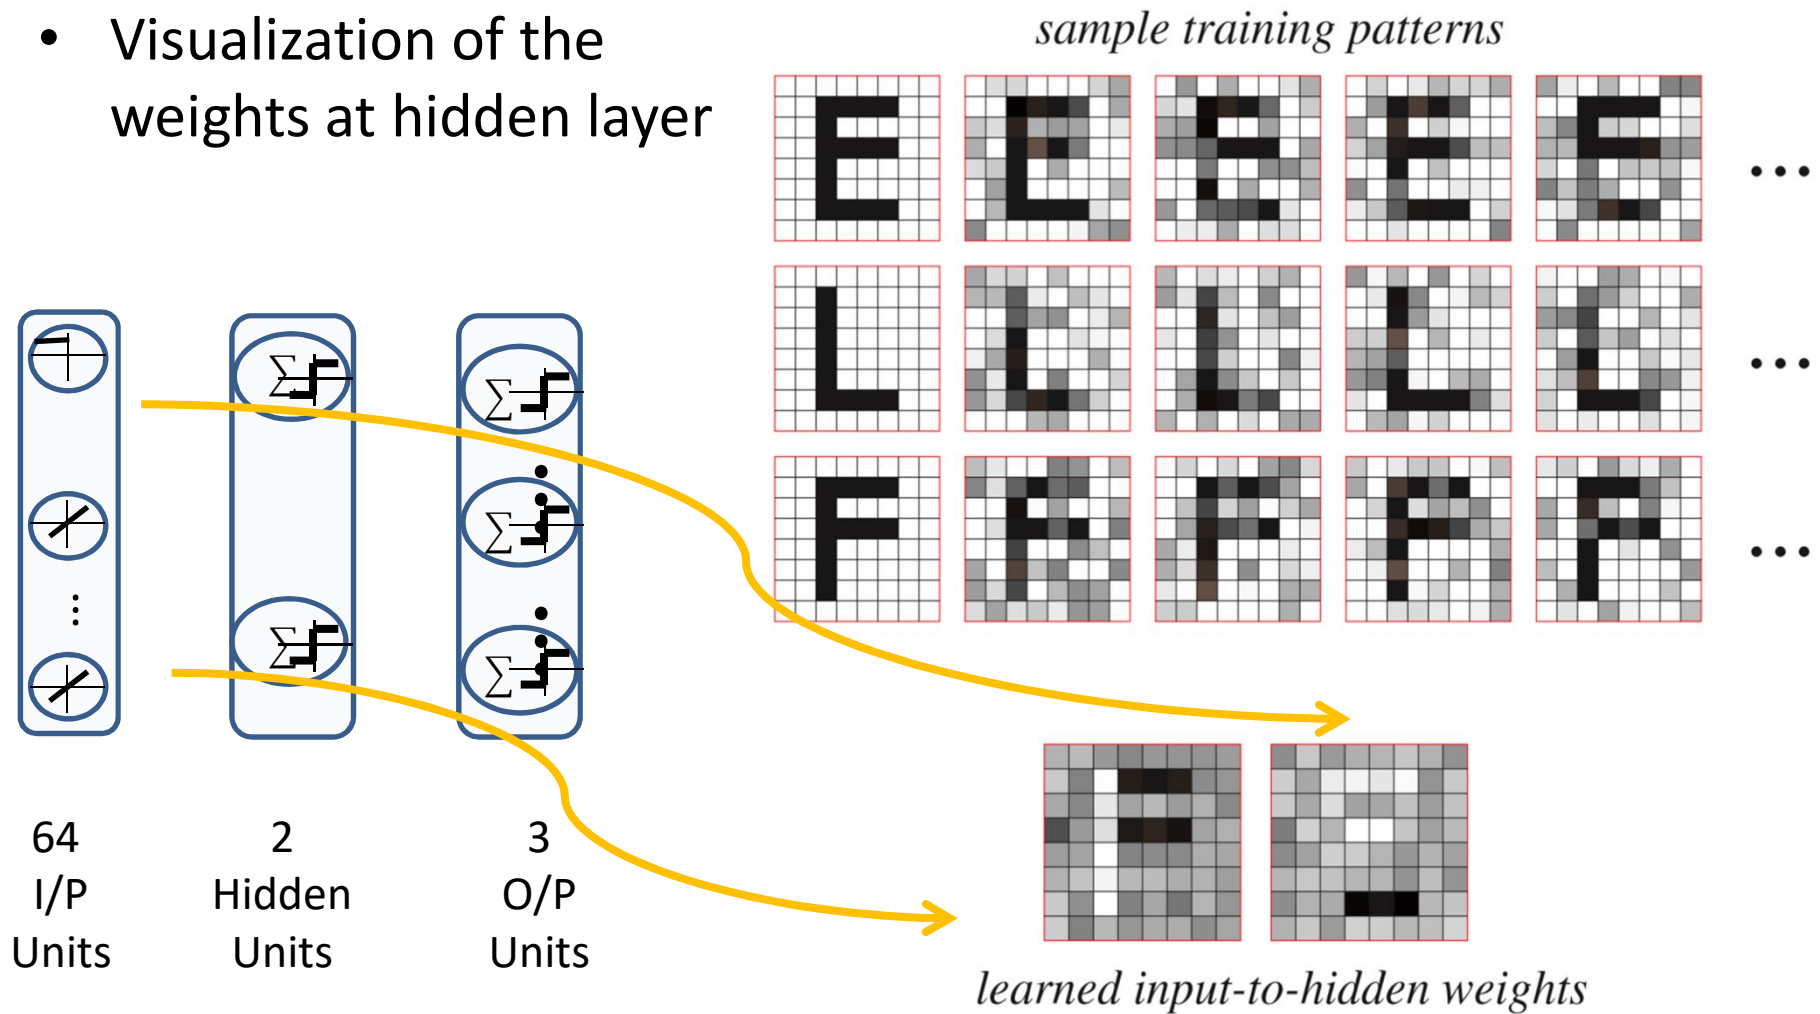 • Visualization of the
weights at hidden layer
sample training patterns
...
...
...
∑
∑
∑
∑
∑
...
64
I/P
Units
2
Hidden
Units
3
O/P
Units
learned input-to-hidden weights